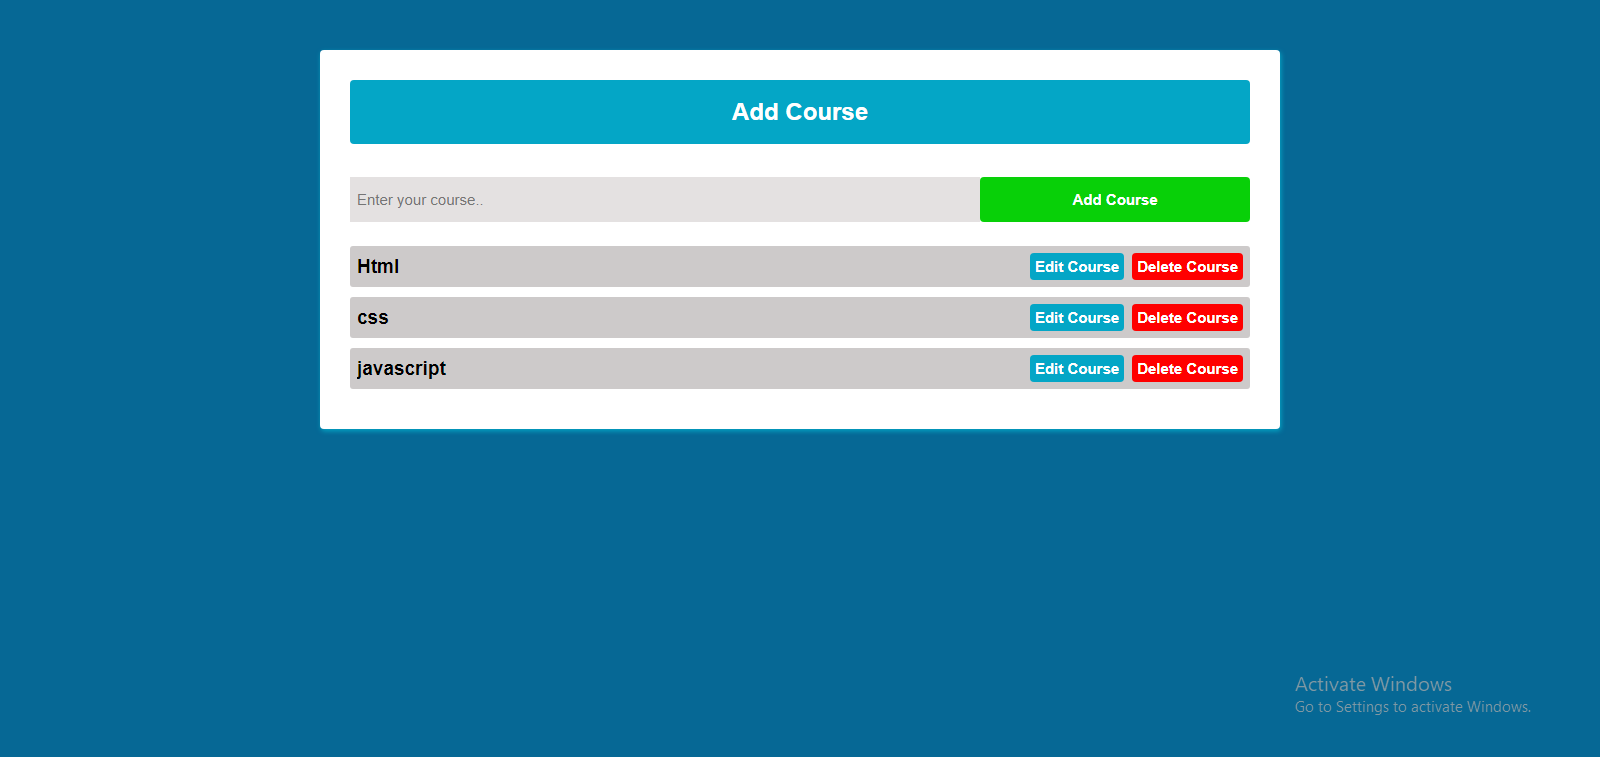 Add Course
Enter your course.. Add Course
Html Edit Course Delete Course
css Edit Course Delete Course
javascript Edit Course Delete Course
Activate Windows
Go to Settings to activate Windows.